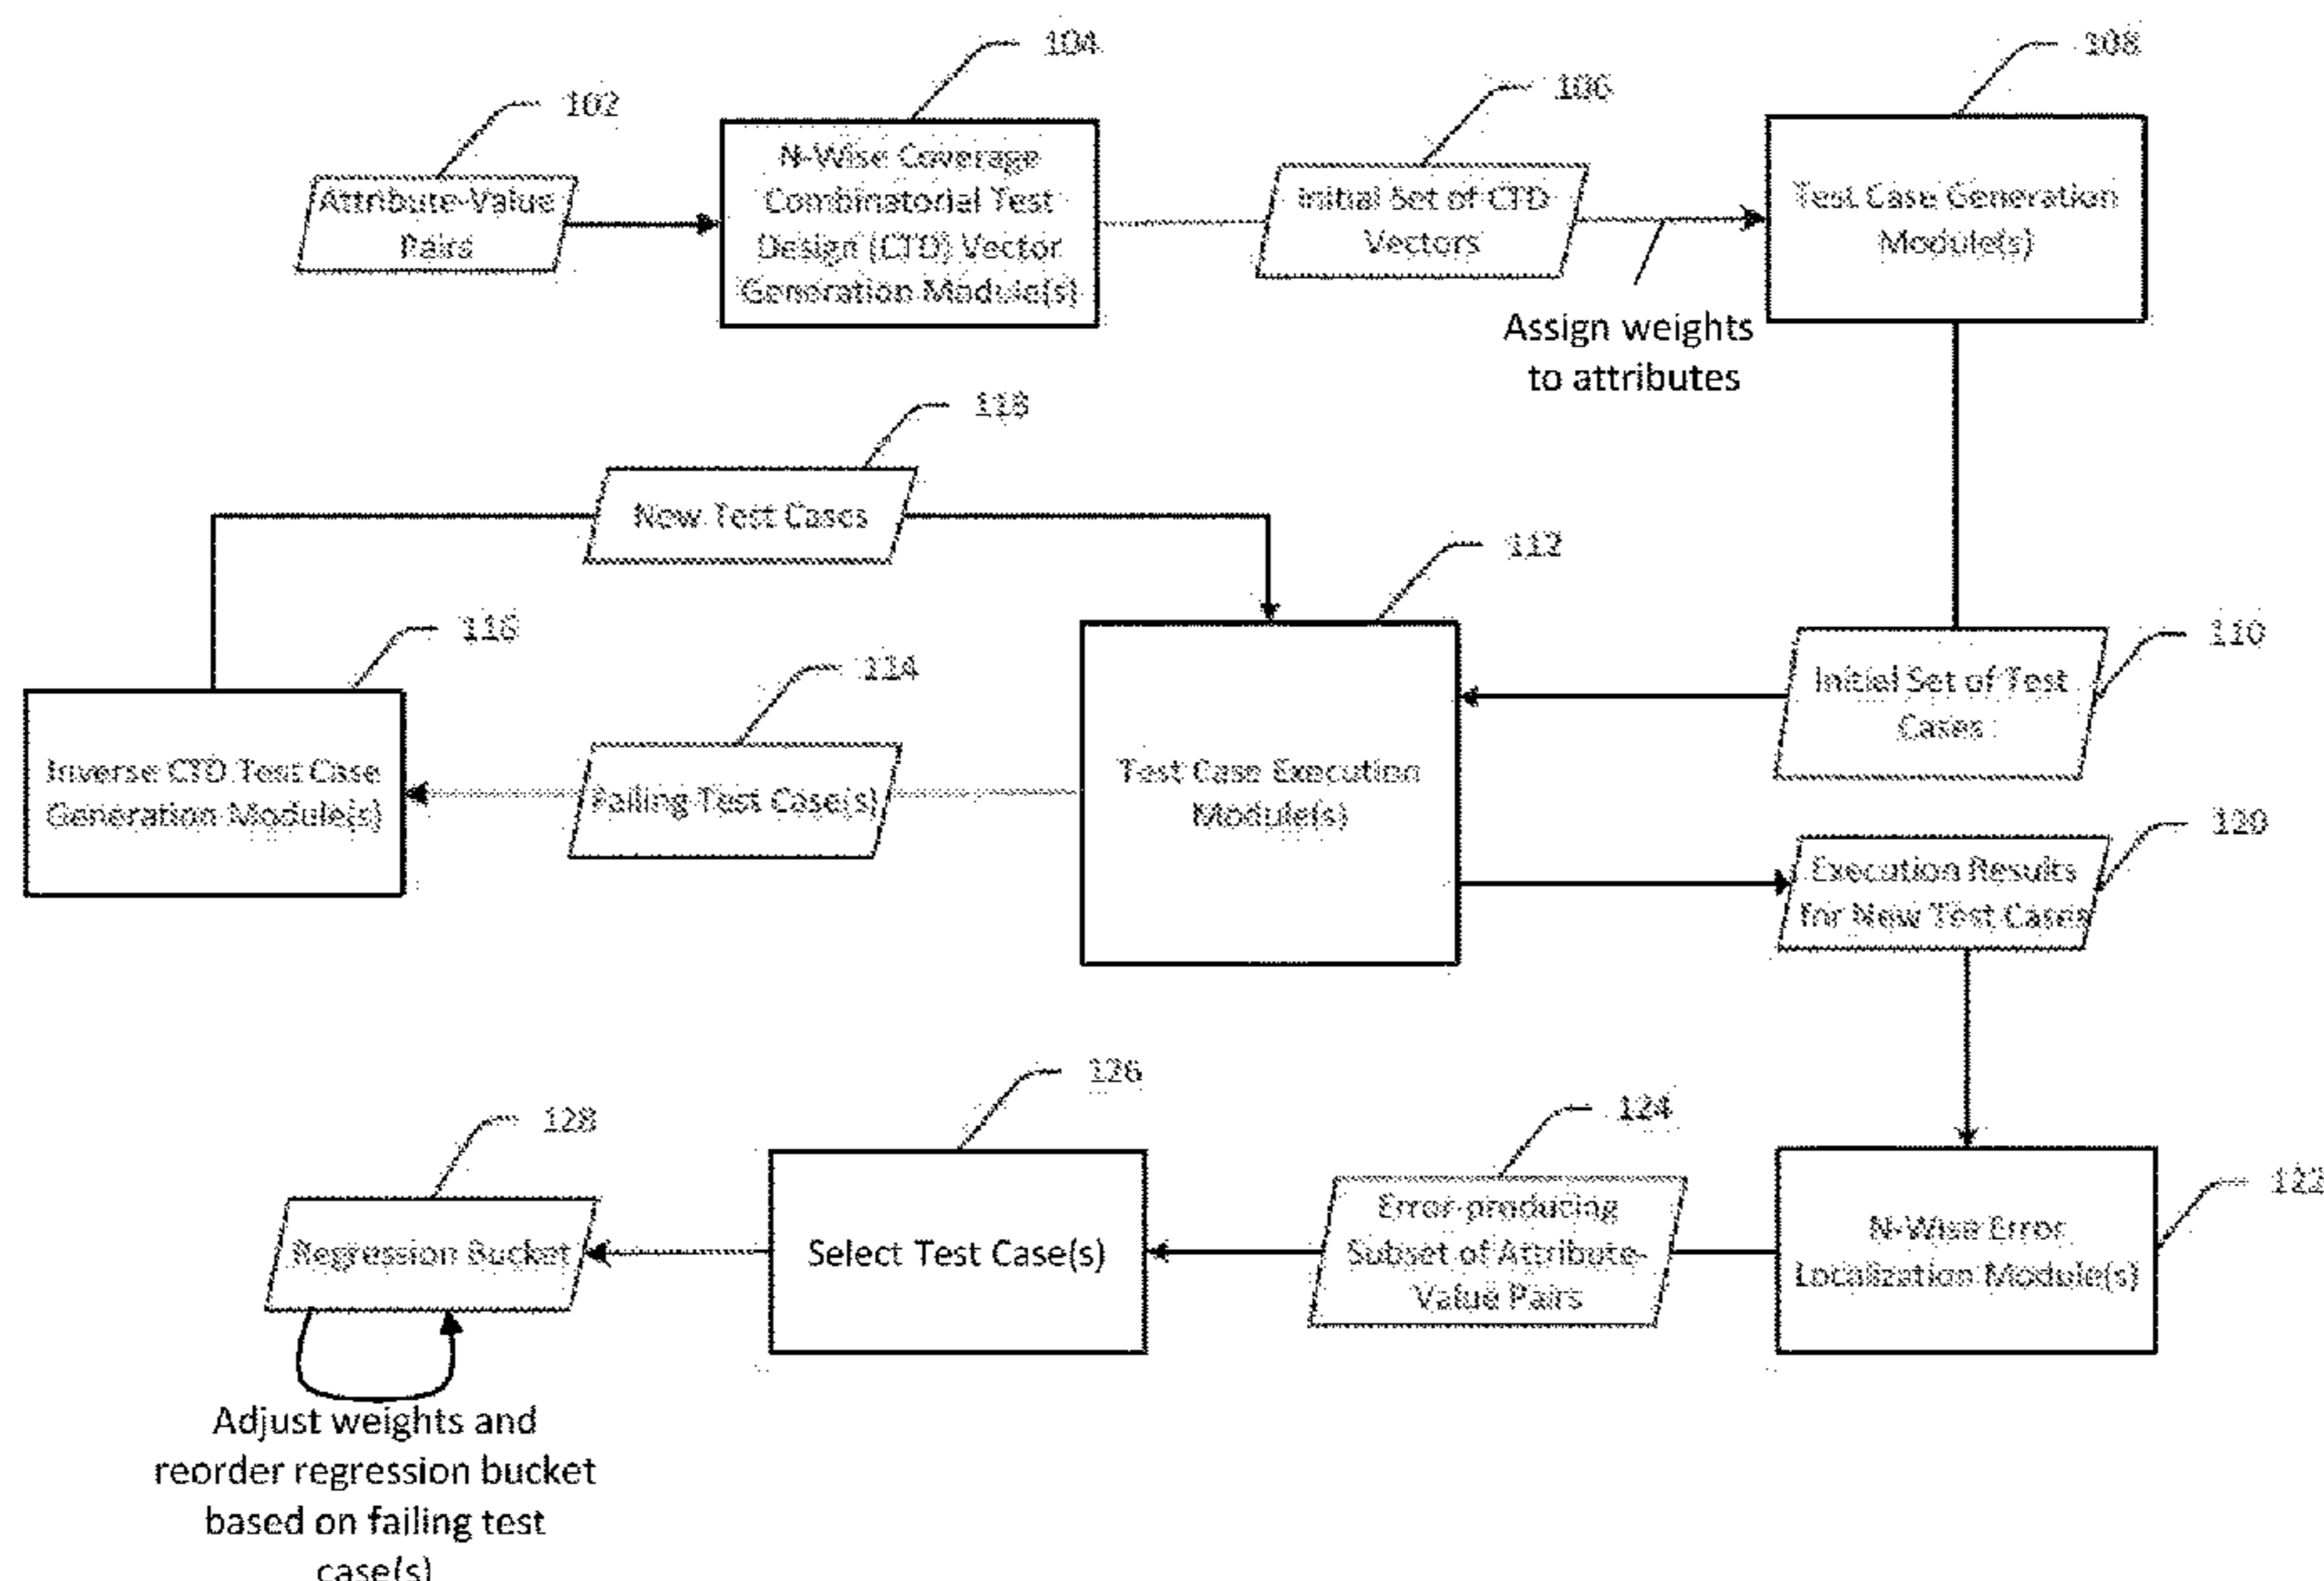 104
108
102
106
N-Wise Coverage
Combinatorial Test
Design (CTD) Vector
Generation Module(s)
Attribute-Value
Pairs
Initial Set of CTD
Vectors
Test Case Generation
Module(s)
Assign weights
to attributes
118
New Test Cases
112
116
114
110
Initial Set of Test
Cases
Inverse CTD Test Case
Generation Module(s)
Failing Test Case(s)
Test Case Execution
Module(s)
120
Execution Results
for New Test Cases
126
124
128
122
Regression Bucket
Select Test Case(s)
Error-producing
Subset of Attribute-
Value Pairs
N-Wise Error
Localization Module(s)
Adjust weights and
reorder regression bucket
based on failing test
case(s)